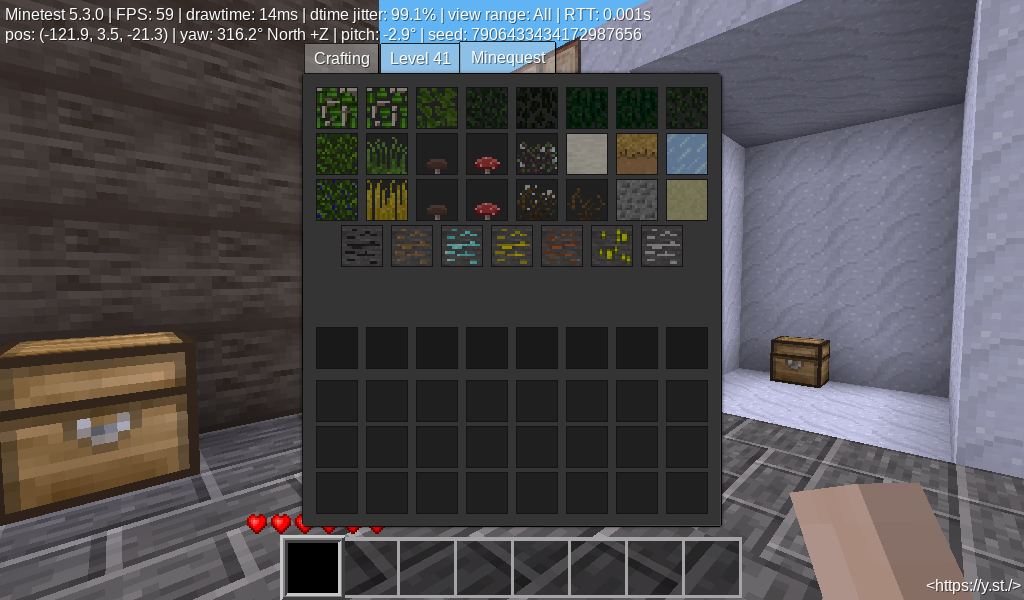 Minetest 5.3.0 | FPS: 59 | drawtime: 14ms | dtime jitter: 99.1% | view range: All | RTT: 0.001s
pos: (-121.9, 3.5, -21.3) | yaw: 316.2° North +Z | pitch: -2.9° | seed: 7906433434172987656
Crafting Level 41 Minequest
<https://y.st./>